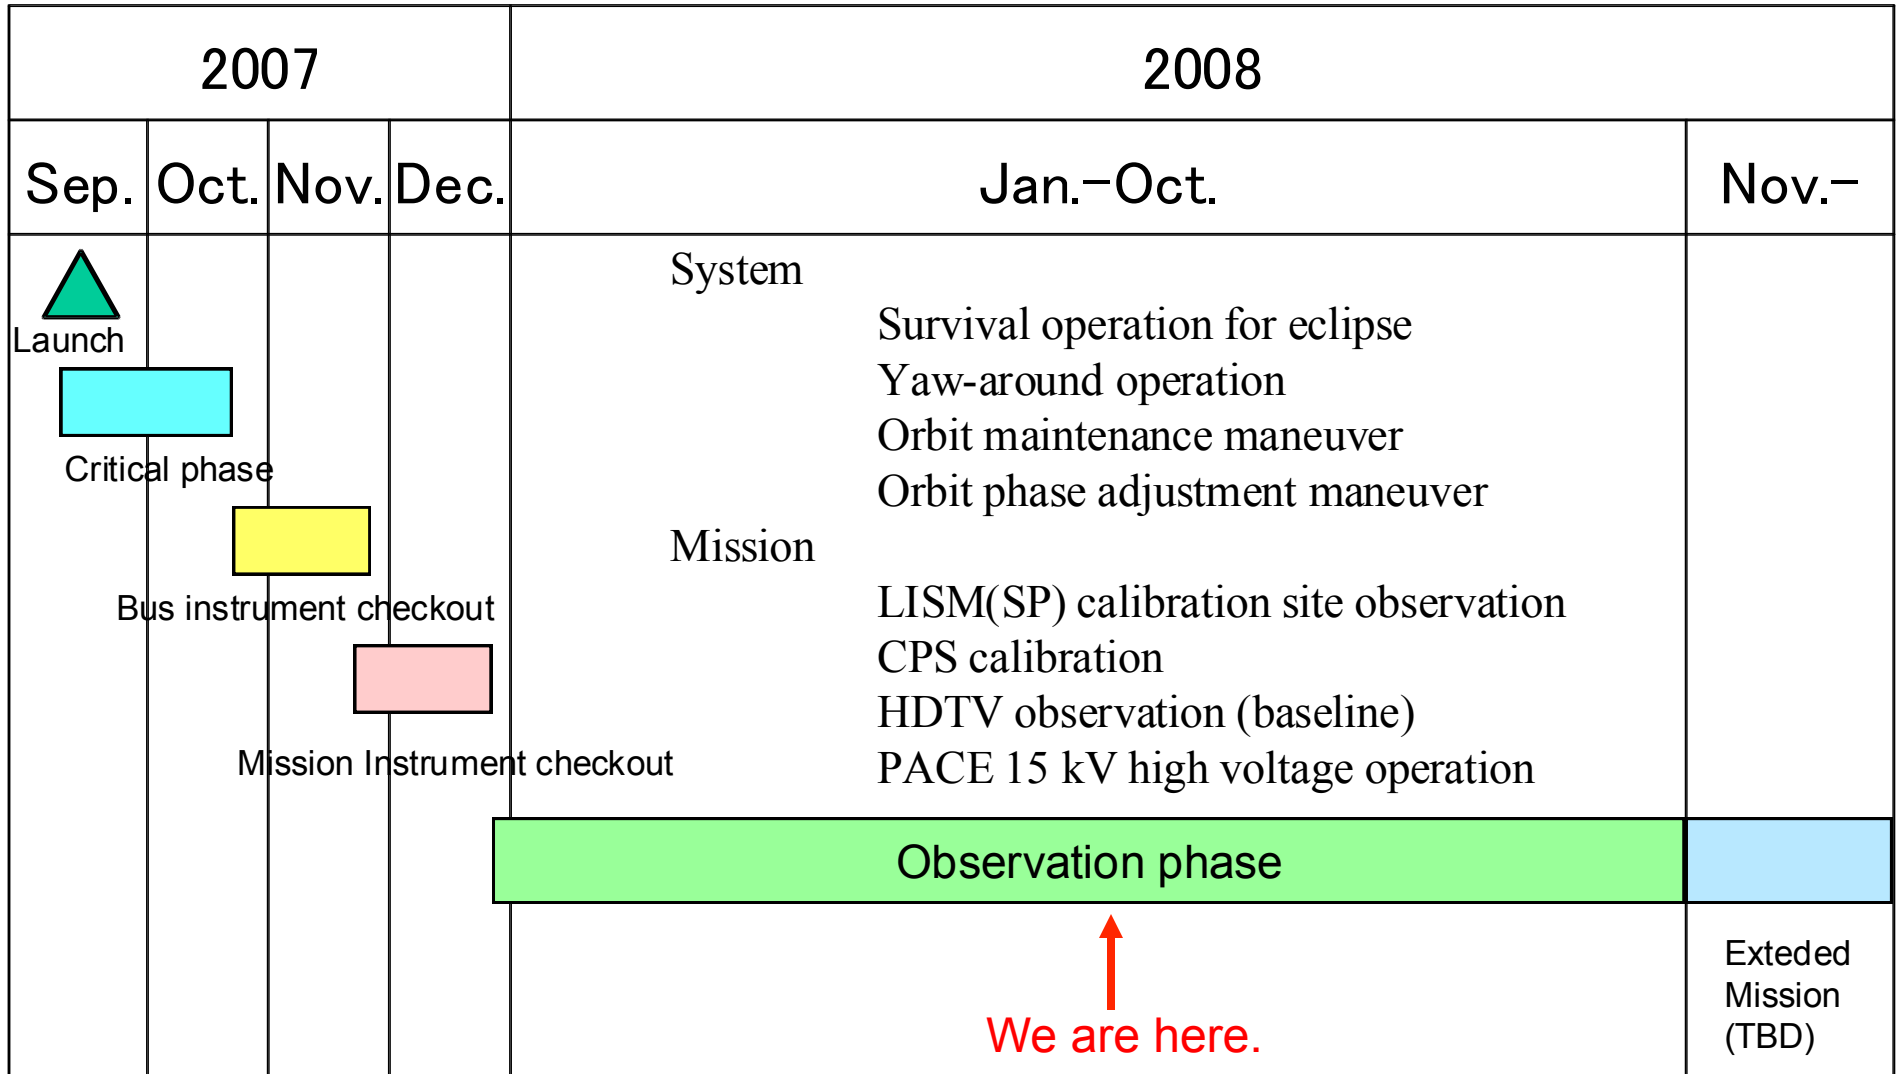 2007
2008
Sep.
Oct.
Nov.
Dec.
Jan.-Oct.
Nov.-
Launch
Critical phase
Bus instrument checkout
Mission Instrument checkout
System
Survival operation for eclipse
Yaw-around operation
Orbit maintenance maneuver
Orbit phase adjustment maneuver
Mission
LISM(SP) calibration site observation
CPS calibration
HDTV observation (baseline)
PACE 15 kV high voltage operation
Observation phase
We are here.
Exteded
Mission
(TBD)